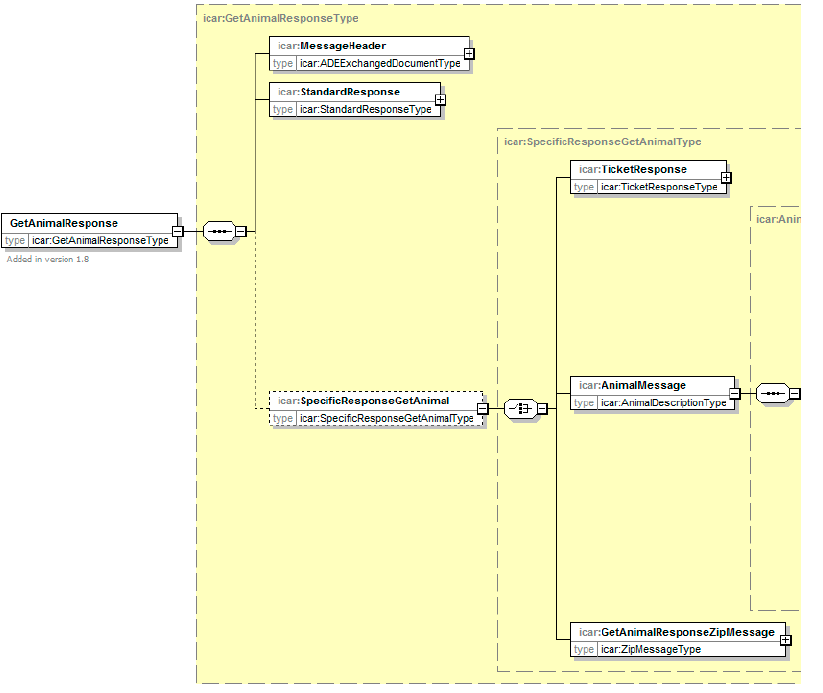 icar:GetAnimalResponseType
icar:MessageHeader
type icar:ADEExchangedDocumentType
icar:StandardResponse
type icar:StandardResponseType
icar:SpecificResponseGetAnimalType
icar:TicketResponse
type icar:TicketResponseType
GetAnimalResponse
type icar:GetAnimalResponseType
Added in version 1.8
icar:Anin
icar:AnimalMessage
type icar:AnimalDescriptionType
icar:SpecificResponseGetAnimal
type icar:SpecificResponseGetAnimalType
icar:GetAnimalResponseZipMessage
type icar:ZipMessageType